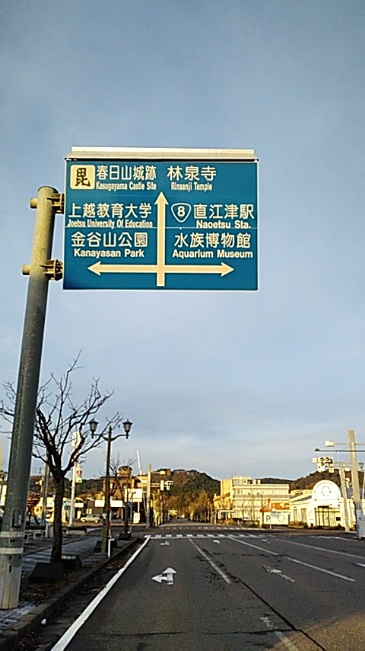 毘 春日山城跡 林泉寺
Kasugayama Castle Site Rinsenji Temple
上越教育大学 8 直江津駅
Joetsu University Of Education Naoetsu Sta.
金谷山公園 水族博物館
Kanayasan Park Aquarium Museum